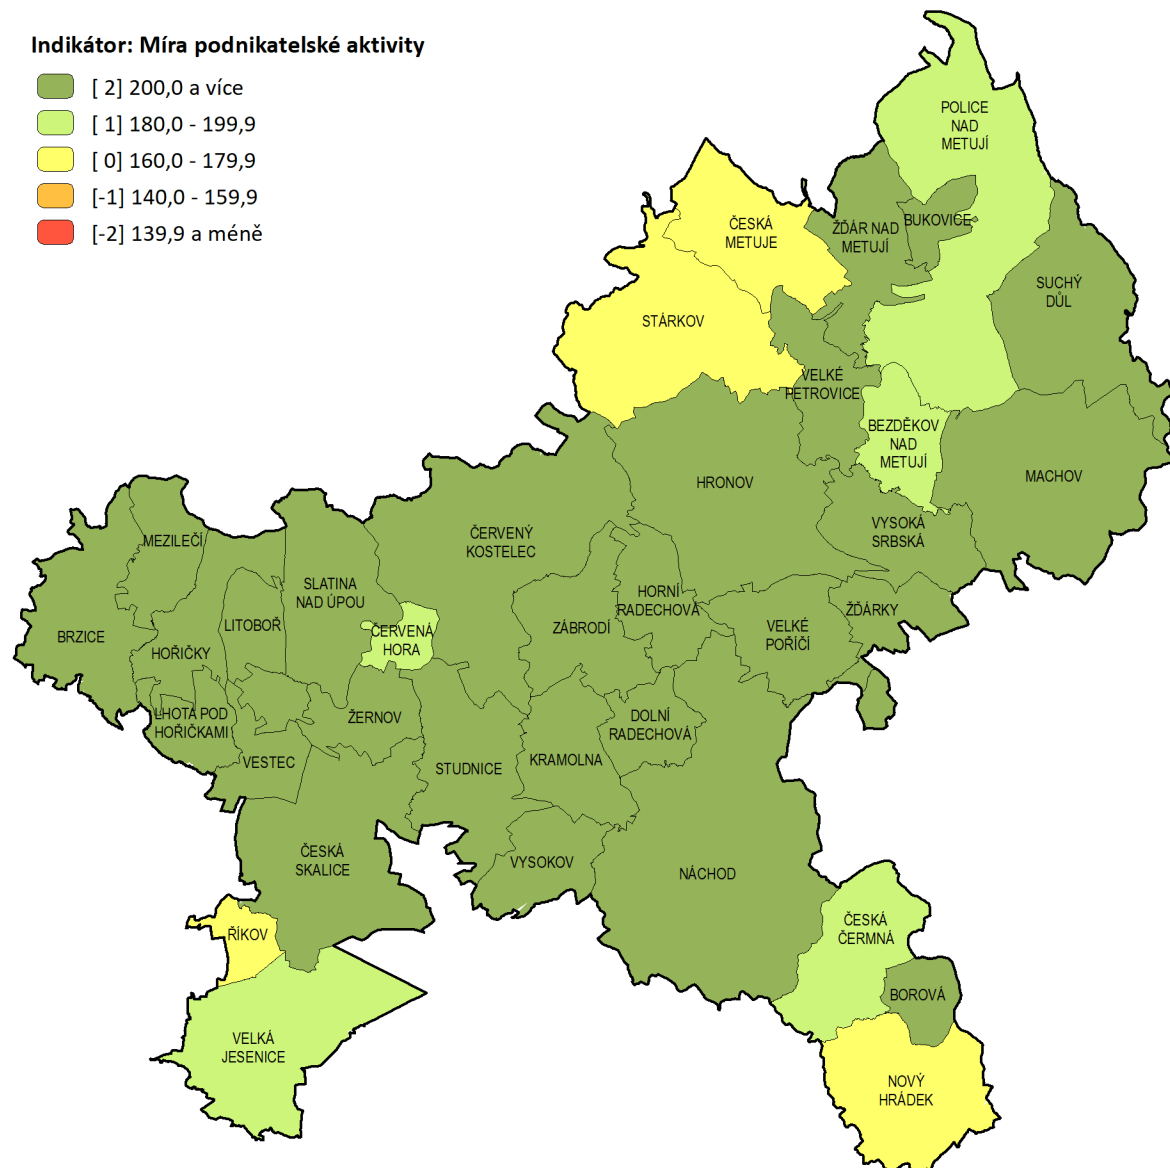 Indikátor: Míra podnikatelské aktivity
[ 2] 200,0 a více
[ 1] 180,0 - 199,9
[ 0] 160,0 - 179,9
[-1] 140,0 - 159,9
[-2] 139,9 a méně
POLICE
NAD
METUJÍ
ČESKÁ
METUJE
ŽĎÁR NAD
METUJÍ
BUKOVICE
SUCHÝ
DŮL
STÁRKOV
VELKÉ
PETROVICE
BEZDĚKOV
NAD
METUJÍ
MACHOV
HRONOV
VYSOKÁ
SRBSKÁ
ČERVENÝ
KOSTELEC
MEZILEČÍ
SLATINA
NAD ÚPOU
HORNÍ
RADECHOVÁ
ŽĎÁRKY
BRZICE
LITOBOŘ
ČERVENÁ
HORA
ZÁBRODÍ
VELKÉ
POŘÍČÍ
HOŘIČKY
LHOTA POD
HOŘIČKAMI
ŽERNOV
DOLNÍ
RADECHOVÁ
VESTEC
STUDNICE
KRAMOLNA
ČESKÁ
SKALICE
VYSOKOV
NÁCHOD
ŘÍKOV
ČESKÁ
ČERMNÁ
BOROVÁ
VELKÁ
JESENICE
NOVÝ
HRÁDEK